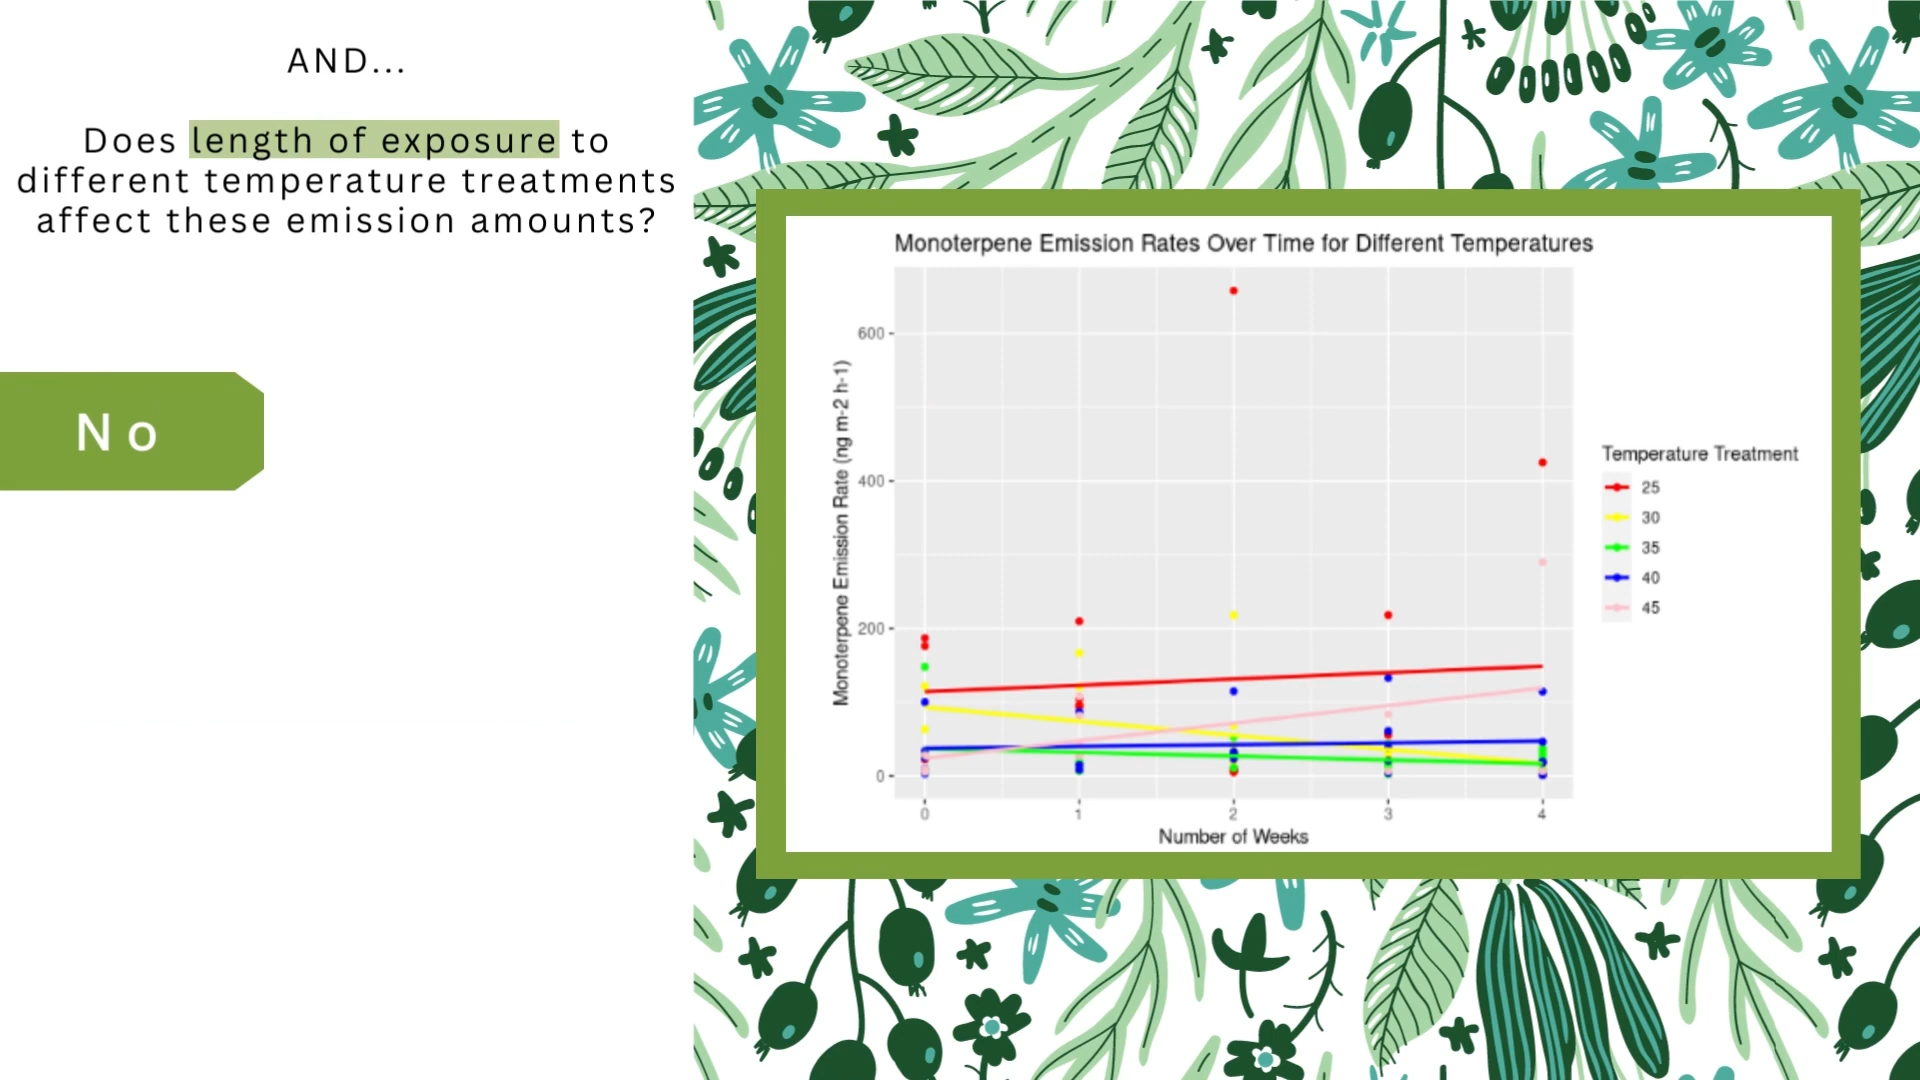 AND...
Does length of exposure to
different temperature treatments
affect these emission amounts?
No
Monoterpene Emission Rates Over Time for Different Temperatures
Monoterpene Emission Rate (ng m-2 h-1)
600
400
200
0
0 1 2 3 4
Number of Weeks
Temperature Treatment
25
30
35
40
45